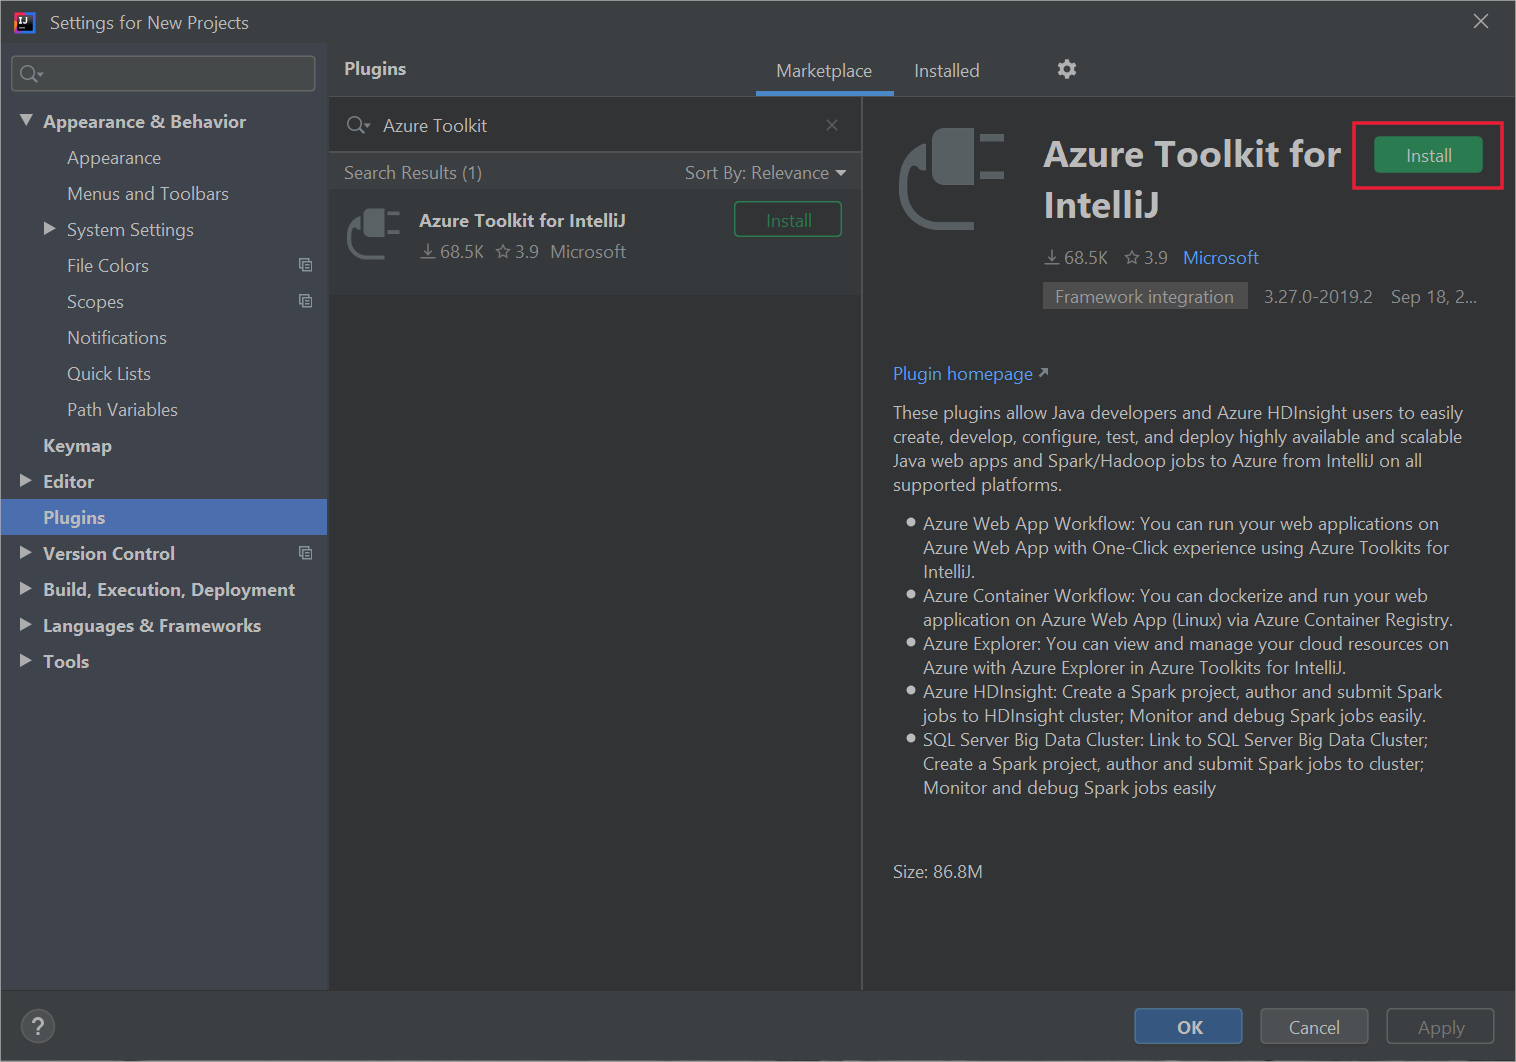 Settings for New Projects
Appearance & Behavior
Appearance
Menus and Toolbars
System Settings
File Colors
Scopes
Notifications
Quick Lists
Path Variables
Keymap
Editor
Plugins
Version Control
Build, Execution, Deployment
Languages & Frameworks
Tools
Plugins
Marketplace
Installed
Azure Toolkit
Search Results (1)
Sort By: Relevance
Azure Toolkit for IntelliJ
Install
68.5K 3.9 Microsoft
Azure Toolkit for
IntelliJ
Install
68.5K 3.9 Microsoft
Framework integration 3.27.0-2019.2 Sep 18, 2...
Plugin homepage
These plugins allow Java developers and Azure HDInsight users to easily
create, develop, configure, test, and deploy highly available and scalable
Java web apps and Spark/Hadoop jobs to Azure from IntelliJ on all
supported platforms.
Azure Web App Workflow: You can run your web applications on
Azure Web App with One-Click experience using Azure Toolkits for
IntelliJ.
Azure Container Workflow: You can dockerize and run your web
application on Azure Web App (Linux) via Azure Container Registry.
Azure Explorer: You can view and manage your cloud resources on
Azure with Azure Explorer in Azure Toolkits for IntelliJ.
Azure HDInsight: Create a Spark project, author and submit Spark
jobs to HDInsight cluster; Monitor and debug Spark jobs easily.
SQL Server Big Data Cluster: Link to SQL Server Big Data Cluster;
Create a Spark project, author and submit Spark jobs to cluster;
Monitor and debug Spark jobs easily
Size: 86.8M
?
OK
Cancel
Apply